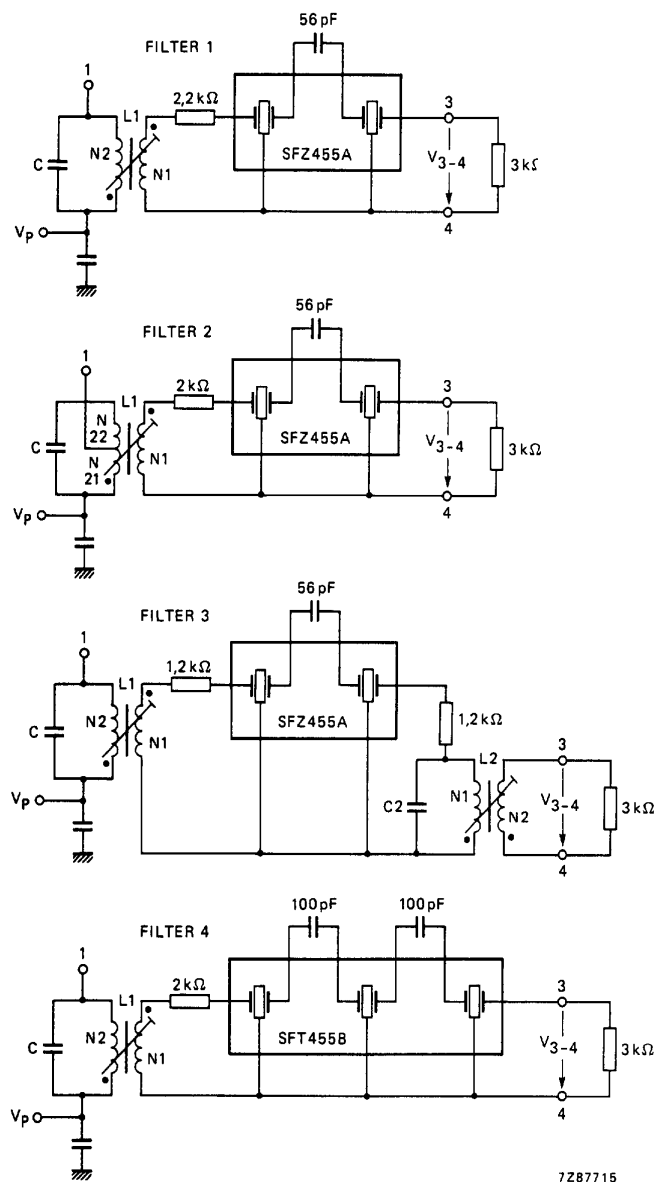 FILTER 1
56 pF
1
L1
2,2 kΩ
3
C
N2
N1
SFZ455A
V3-4
3 kΩ
4
Vp
FILTER 2
56 pF
1
L1
2 kΩ
3
C
N
22
N
21
N1
SFZ455A
V3-4
3 kΩ
4
Vp
FILTER 3
56 pF
1
L1
1,2 kΩ
C
N2
N1
SFZ455A
1,2 kΩ
L2
3
C2
N1
N2
V3-4
3 kΩ
4
Vp
FILTER 4
100 pF
100 pF
1
L1
2 kΩ
3
C
N2
N1
SFT455B
V3-4
3 kΩ
4
Vp
7Z87715